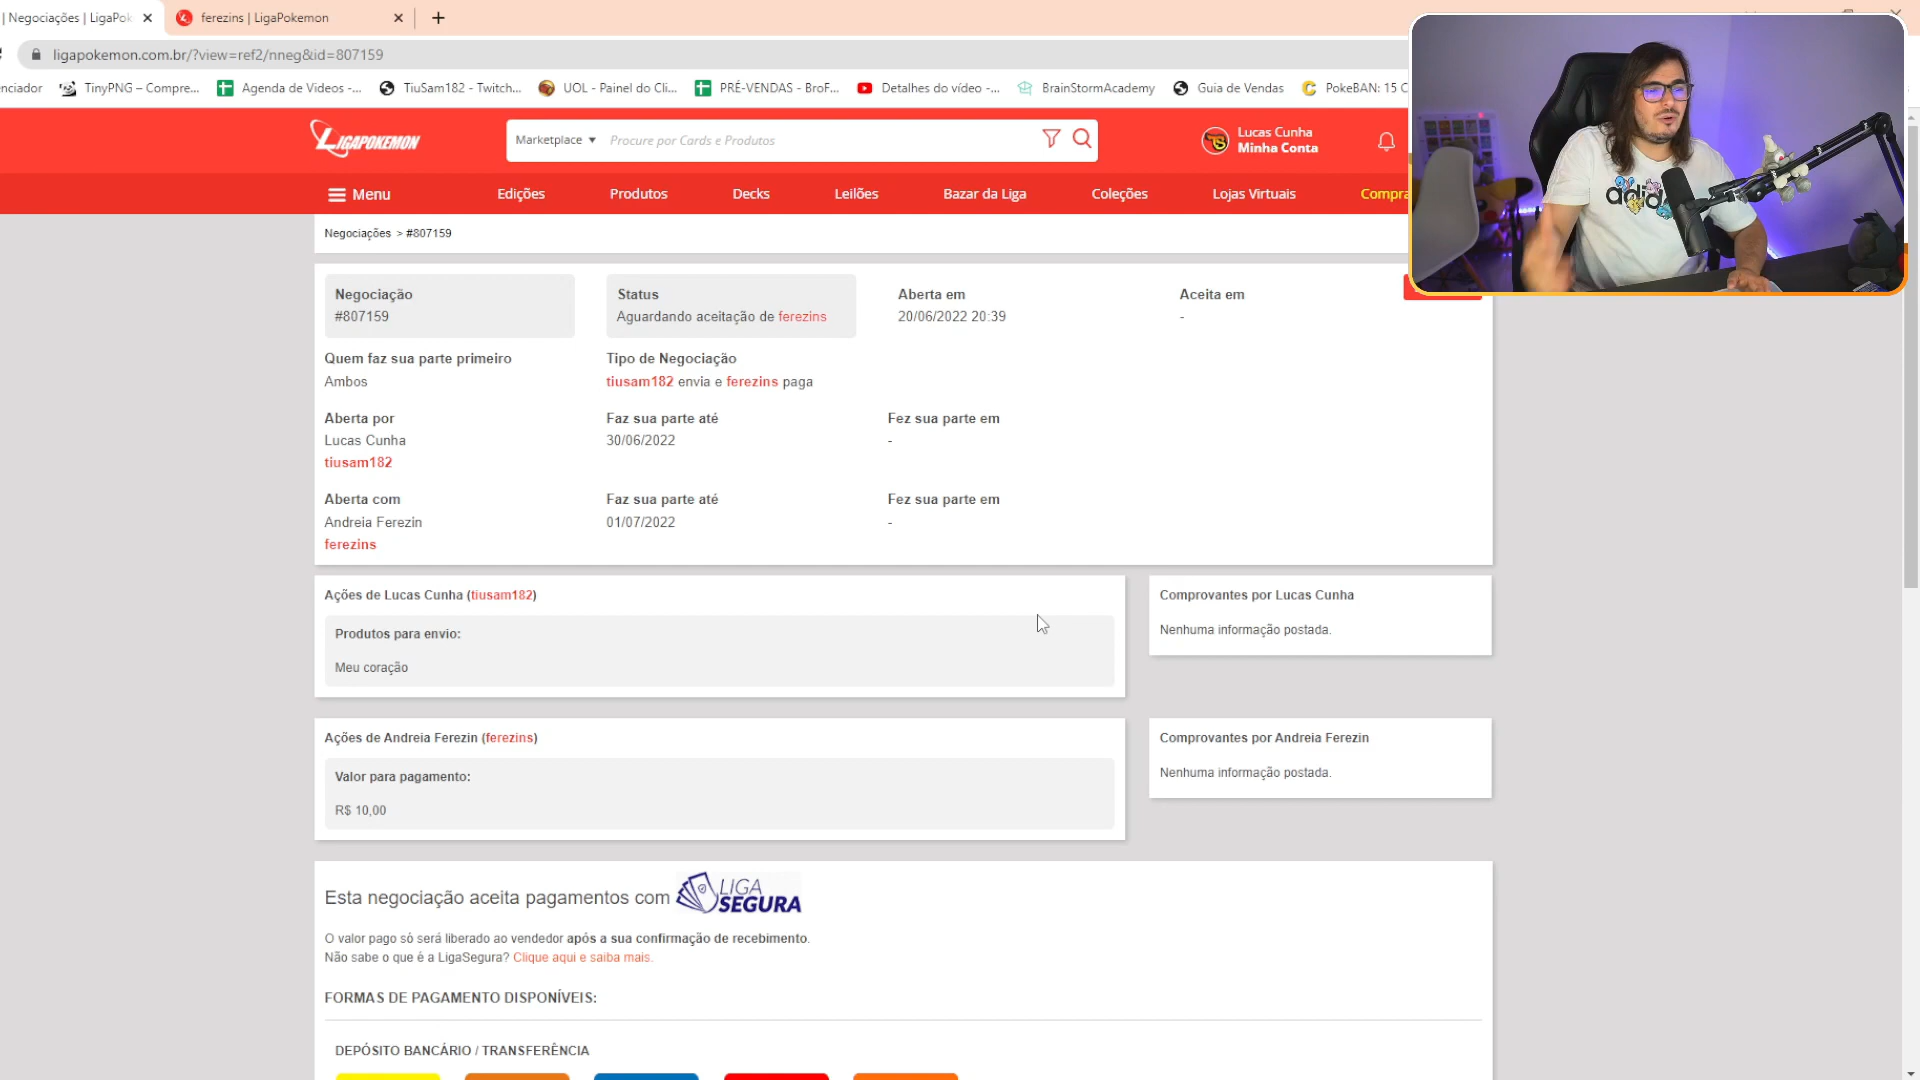 | Negociações | LigaPok
ferezins | LigaPokemon
ligapokemon.com.br/?view=ref2/nneg&id=807159
enciador
TinyPNG – Compre...
Agenda de Videos -...
TiuSam182 - Twitch...
UOL - Painel do Cli...
PRÉ-VENDAS - BroF...
Detalhes do vídeo -...
BrainStormAcademy
Guia de Vendas
PokeBAN: 15 C
LIGAPOKEMON
Marketplace
Procure por Cards e Produtos
Lucas Cunha
Minha Conta
Menu
Edições
Produtos
Decks
Leilões
Bazar da Liga
Coleções
Lojas Virtuais
Compra
Negociações > #807159
Negociação
#807159
Status
Aguardando aceitação de ferezins
Aberta em
20/06/2022 20:39
Aceita em
-
Quem faz sua parte primeiro
Ambos
Tipo de Negociação
tiusam182 envia e ferezins paga
Aberta por
Lucas Cunha
tiusam182
Faz sua parte até
30/06/2022
Fez sua parte em
-
Aberta com
Andreia Ferezin
ferezins
Faz sua parte até
01/07/2022
Fez sua parte em
-
Ações de Lucas Cunha (tiusam182)
Produtos para envio:
Meu coração
Comprovantes por Lucas Cunha
Nenhuma informação postada.
Ações de Andreia Ferezin (ferezins)
Valor para pagamento:
R$ 10,00
Comprovantes por Andreia Ferezin
Nenhuma informação postada.
Esta negociação aceita pagamentos com LIGA SEGURA
O valor pago só será liberado ao vendedor após a sua confirmação de recebimento.
Não sabe o que é a LigaSegura? Clique aqui e saiba mais.
FORMAS DE PAGAMENTO DISPONÍVEIS:
DEPÓSITO BANCÁRIO / TRANSFERÊNCIA